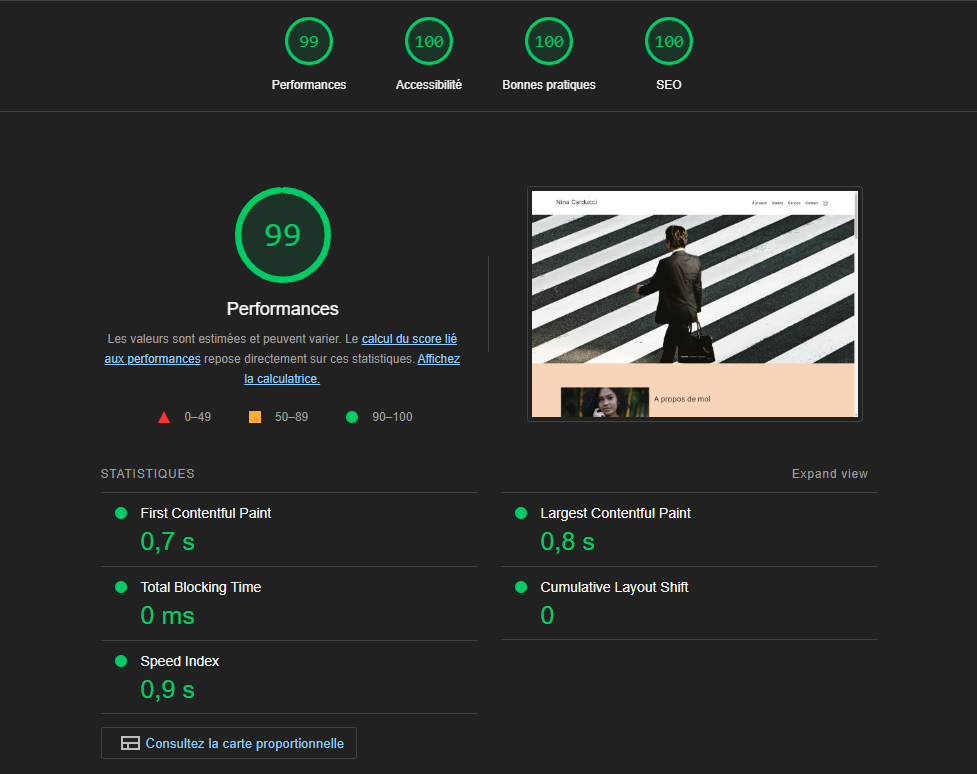 99
100
100
100
Performances
Accessibilité
Bonnes pratiques
SEO
99
Performances
Les valeurs sont estimées et peuvent varier. Le calcul du score lié
aux performances repose directement sur ces statistiques. Affichez
la calculatrice.
0–49
50–89
90–100
Nina Carducci
À propos
Galerie
Service
Contact
A propos de moi
STATISTIQUES
Expand view
First Contentful Paint
0,7 s
Largest Contentful Paint
0,8 s
Total Blocking Time
0 ms
Cumulative Layout Shift
0
Speed Index
0,9 s
Consultez la carte proportionnelle